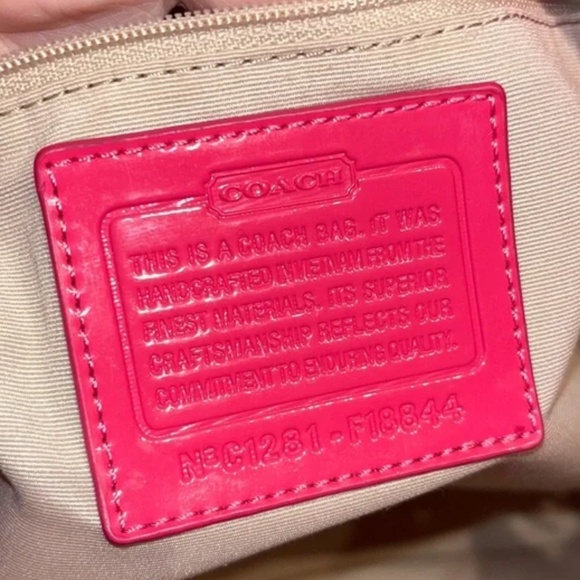 COACH
THIS IS A COACH BAG. IT WAS
HANDCRAFTED IN VIETNAM FROM THE
FINEST MATERIALS. ITS SUPERIOR
CRAFTSMANSHIP REFLECTS OUR
COMMITMENT TO ENDURING QUALITY.
Nº C1281 - F18844